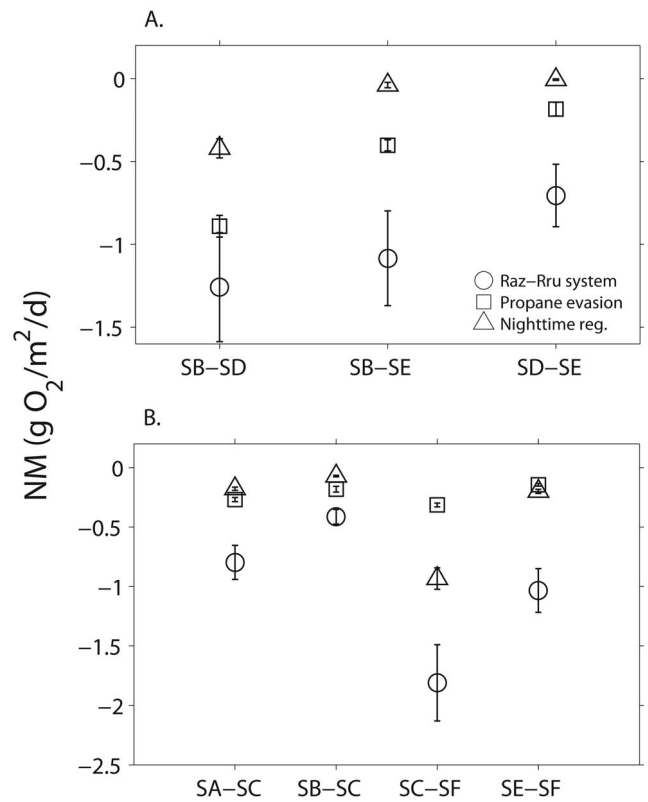 A.
0
−0.5
−1
−1.5
○ Raz−Rru system
□ Propane evasion
△ Nighttime reg.
SB−SD SB−SE SD−SE
NM (g O₂/m²/d)
B.
0
−0.5
−1
−1.5
−2
−2.5
SA−SC SB−SC SC−SF SE−SF